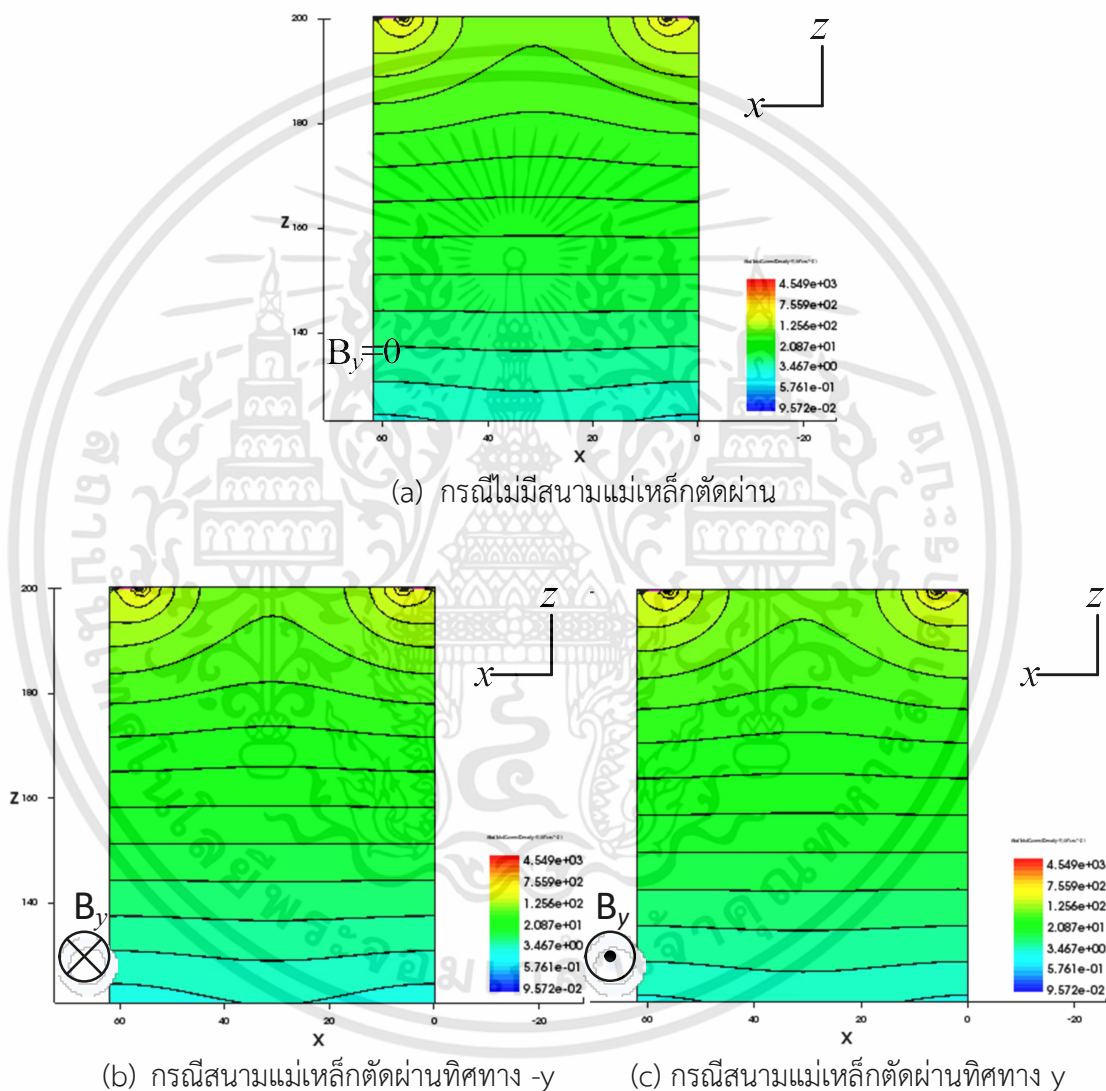 200
180
Z 160
140
60
40
20
0
-20
X
z
x
B_y=0
4.549e+03
7.559e+02
1.256e+02
2.087e+01
3.467e+00
5.761e-01
9.572e-02
(a) กรณีไม่มีสนามแม่เหล็กตัดผ่าน
200
180
Z 160
140
60
40
20
0
-20
X
z
x
B_y
4.549e+03
7.559e+02
1.256e+02
2.087e+01
3.467e+00
5.761e-01
9.572e-02
60
40
20
0
-20
X
z
x
B_y
4.549e+03
7.559e+02
1.256e+02
2.087e+01
3.467e+00
5.761e-01
9.572e-02
(b) กรณีสนามแม่เหล็กตัดผ่านทิศทาง -y
(c) กรณีสนามแม่เหล็กตัดผ่านทิศทาง y